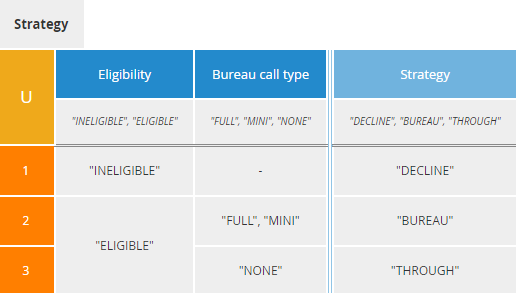 Strategy
U Eligibility Bureau call type Strategy
"INELIGIBLE", "ELIGIBLE" "FULL", "MINI", "NONE" "DECLINE", "BUREAU", "THROUGH"
1 "INELIGIBLE" - "DECLINE"
2 "ELIGIBLE" "FULL", "MINI" "BUREAU"
3 "NONE" "THROUGH"